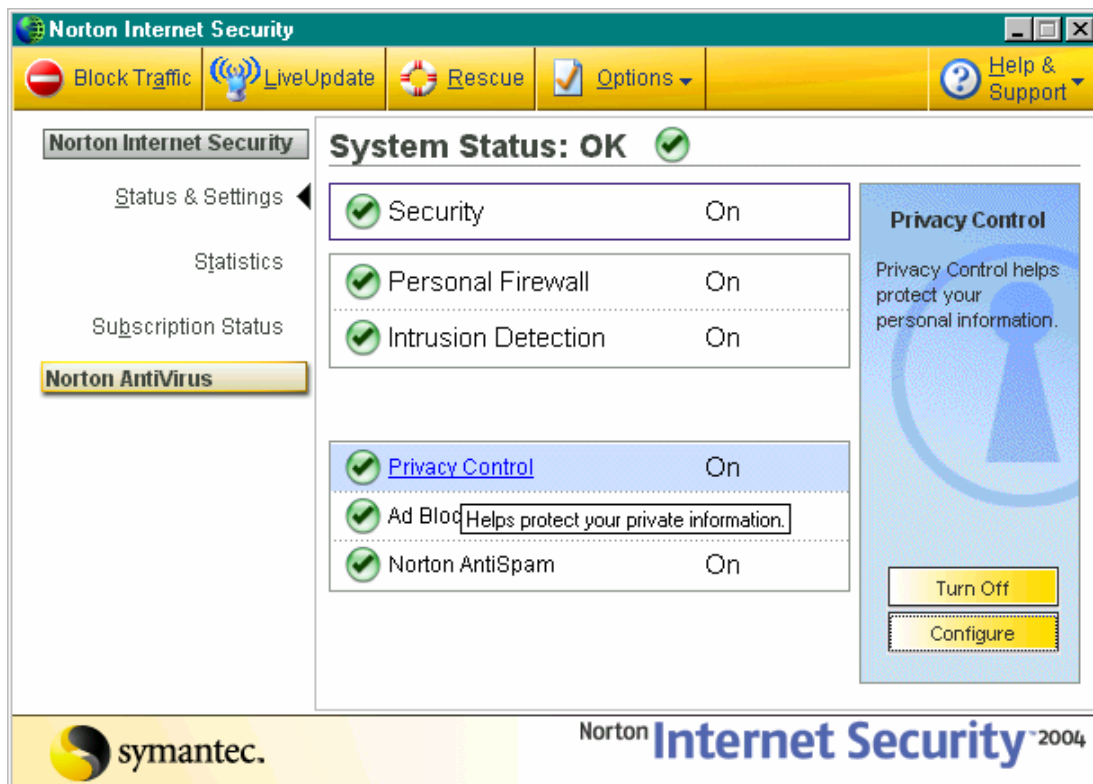 Norton Internet Security
Block Traffic
LiveUpdate
Rescue
Options
Help &
Support
Norton Internet Security
Status & Settings
Statistics
Subscription Status
Norton AntiVirus
System Status: OK
Security On
Personal Firewall On
Intrusion Detection On
Privacy Control On
Ad Bloc
Helps protect your private information.
Norton AntiSpam On
Privacy Control
Privacy Control helps
protect your
personal information.
Turn Off
Configure
symantec.
Norton Internet Security™ 2004